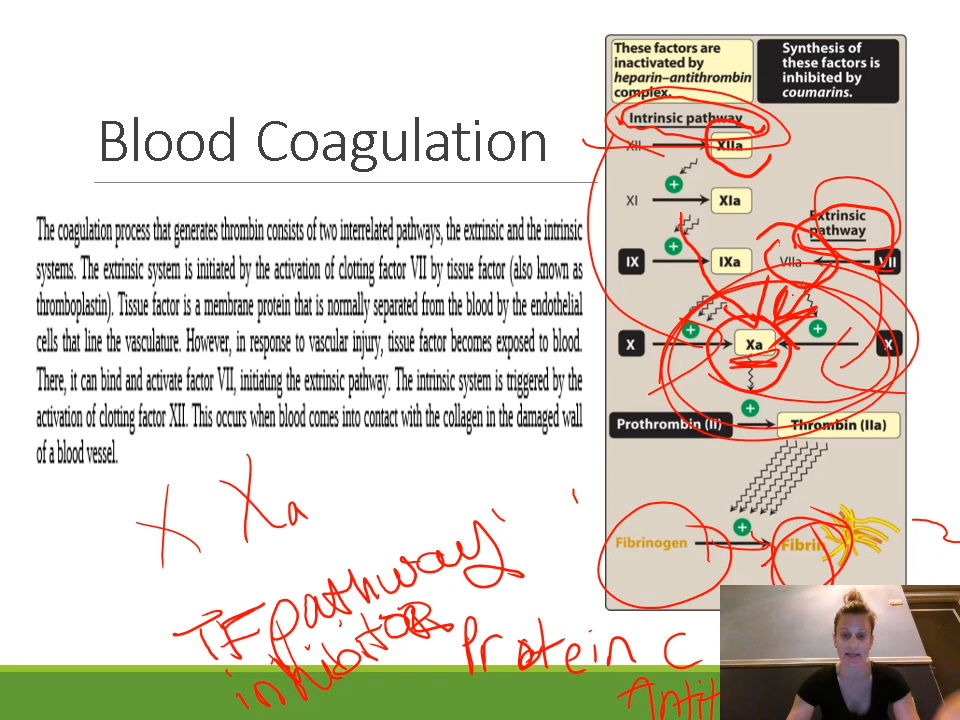 Blood Coagulation
The coagulation process that generates thrombin consists of two interrelated pathways, the extrinsic and the intrinsic
systems. The extrinsic system is initiated by the activation of clotting factor VII by tissue factor (also known as
thromboplastin). Tissue factor is a membrane protein that is normally separated from the blood by the endothelial
cells that line the vasculature. However, in response to vascular injury, tissue factor becomes exposed to blood.
There, it can bind and activate factor VII, initiating the extrinsic pathway. The intrinsic system is triggered by the
activation of clotting factor XII. This occurs when blood comes into contact with the collagen in the damaged wall
of a blood vessel.
These factors are
inactivated by
heparin–antithrombin
complex.
Synthesis of
these factors is
inhibited by
coumarins.
Intrinsic pathway
XII
XIIa
XI
XIa
Extrinsic
pathway
IX
IXa
VIIa
VII
X
Xa
X
Prothrombin (II)
Thrombin (IIa)
Fibrinogen
Fibrin
X Xa
TF pathway
inhibitor
Protein C